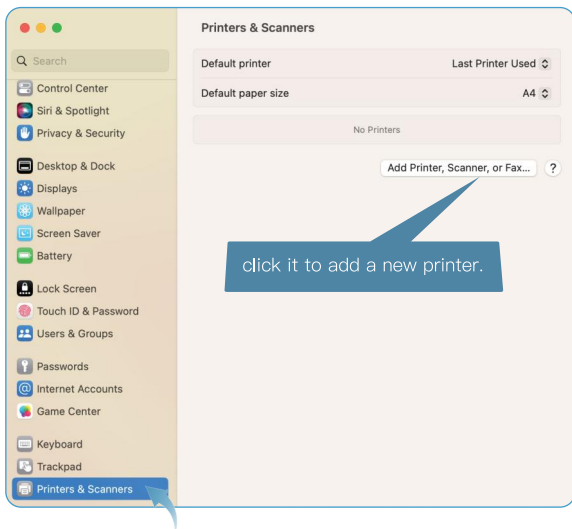 Printers & Scanners
Search
Control Center
Siri & Spotlight
Privacy & Security
Desktop & Dock
Displays
Wallpaper
Screen Saver
Battery
Lock Screen
Touch ID & Password
Users & Groups
Passwords
Internet Accounts
Game Center
Keyboard
Trackpad
Printers & Scanners
Default printer Last Printer Used
Default paper size A4
No Printers
Add Printer, Scanner, or Fax... ?
click it to add a new printer.